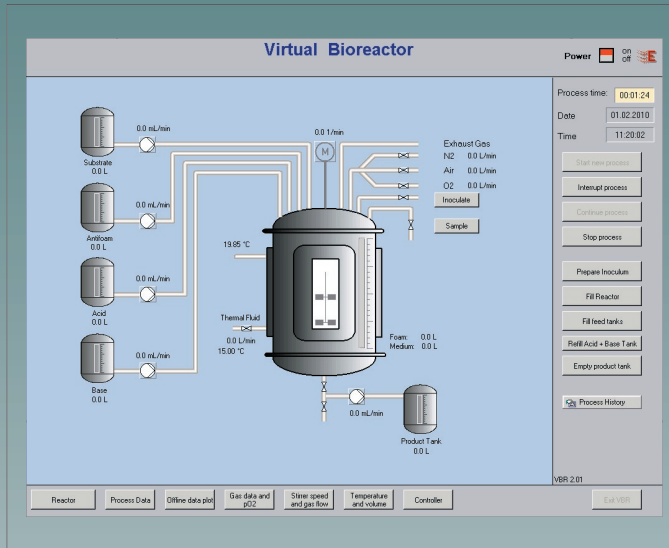 Virtual Bioreactor
Power
on
off
Process time: 00:01:24
Date 01.02.2010
Time 11:20:02
Start new process
Interrupt process
Continue process
Stop process
Prepare Inoculum
Fill Reactor
Fill feed tanks
Refill Acid + Base Tank
Empty product tank
Process History
VBR 2.01
Exit VBR
0.0 mL/min
Substrate
0.0 L
0.0 mL/min
Antifoam
0.0 L
0.0 mL/min
Acid
0.0 L
0.0 mL/min
Base
0.0 L
0.0 1/min
M
Exhaust Gas
N2 0.0 L/min
Air 0.0 L/min
O2 0.0 L/min
Inoculate
Sample
19.85 °C
Thermal Fluid
0.0 L/min
15.00 °C
Foam: 0.0 L
Medium: 0.0 L
0.0 mL/min
Product Tank
0.0 L
Reactor
Process Data
Offline data plot
Gas data and
pO2
Stirrer speed
and gas flow
Temperature
and volume
Controller